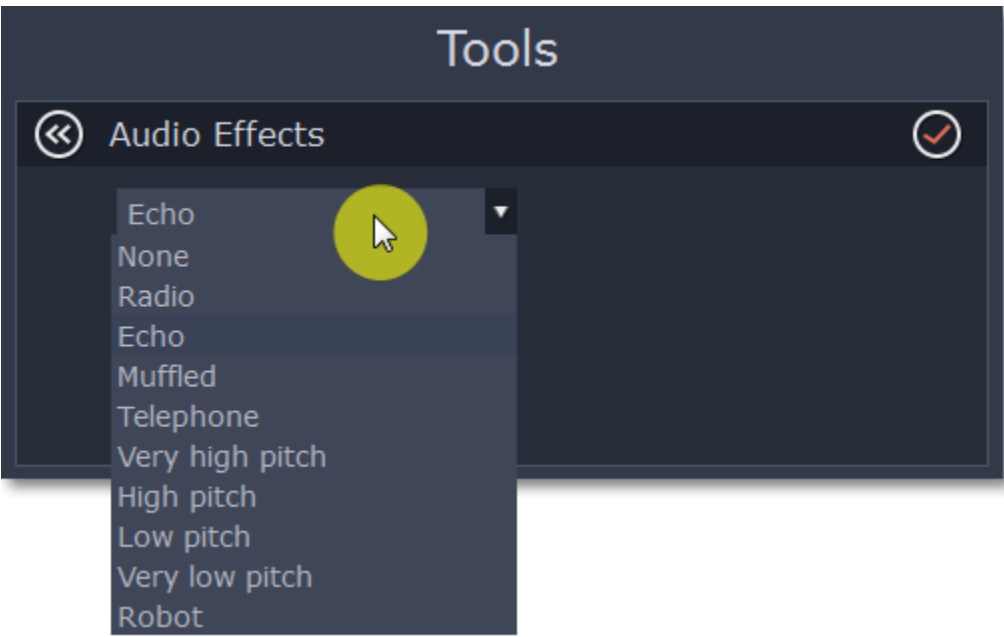 Tools
Audio Effects
Echo
None
Radio
Echo
Muffled
Telephone
Very high pitch
High pitch
Low pitch
Very low pitch
Robot